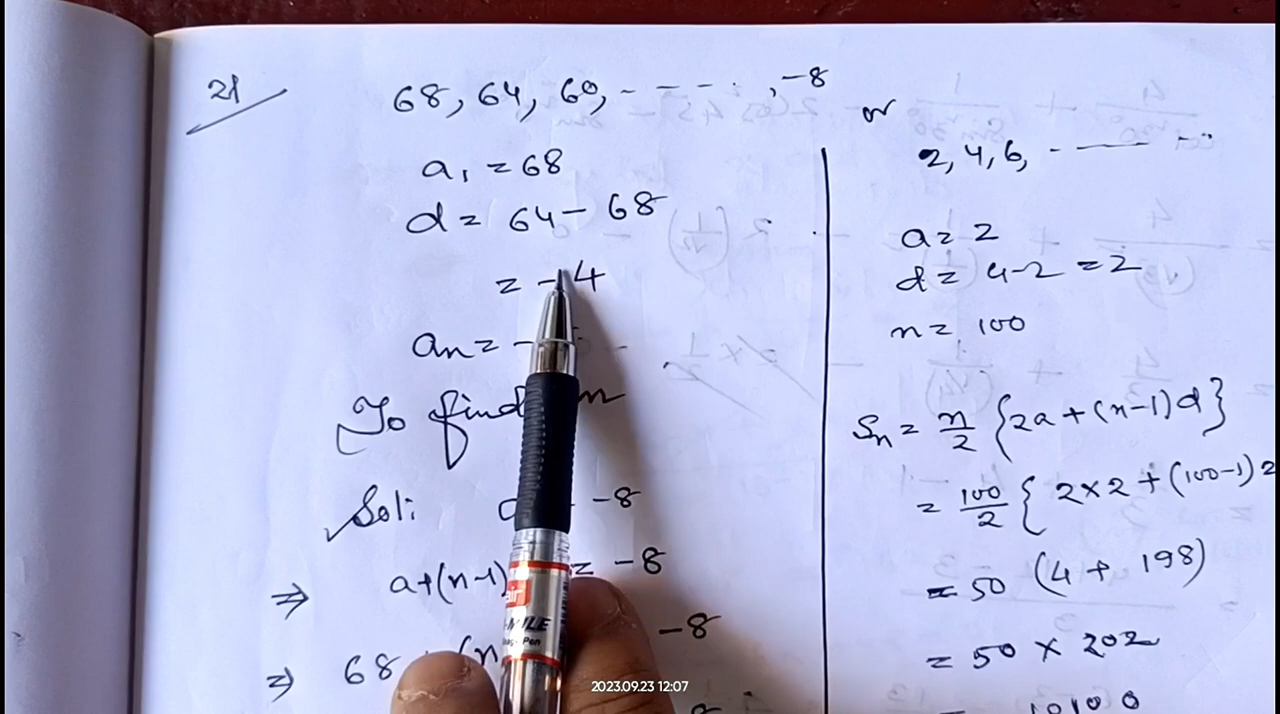 21
68, 64, 60, - - - - , -8
a₁ = 68
d = 64 - 68
= -4
an = -
To find n
Sol:
= -8
⇒ a+(n-1) = -8
⇒ 68 + (n -8
or
2, 4, 6, - ---- --
a = 2
d = 4-2 = 2
n = 100
Sn = n/2 {2a + (n-1)d}
= 100/2 { 2×2 + (100-1) 2
= 50 (4 + 198)
= 50 × 202
= 10100
2023.09.23 12:07